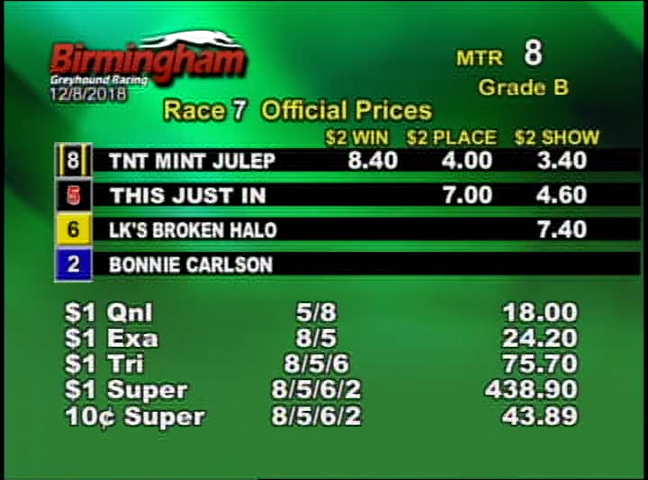 Birmingham
Greyhound Racing
12/8/2018
MTR 8
Grade B
Race 7 Official Prices
$2 WIN $2 PLACE $2 SHOW
8 TNT MINT JULEP 8.40 4.00 3.40
5 THIS JUST IN 7.00 4.60
6 LK'S BROKEN HALO 7.40
2 BONNIE CARLSON
$1 Qnl 5/8 18.00
$1 Exa 8/5 24.20
$1 Tri 8/5/6 75.70
$1 Super 8/5/6/2 438.90
10¢ Super 8/5/6/2 43.89